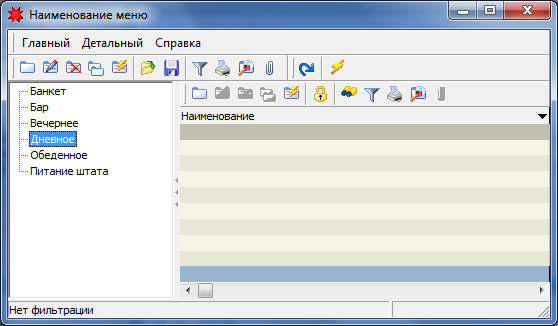 Наименование меню
Главный Детальный Справка
Банкет
Бар
Вечернее
Дневное
Обеденное
Питание штата
Наименование
Нет фильтрации